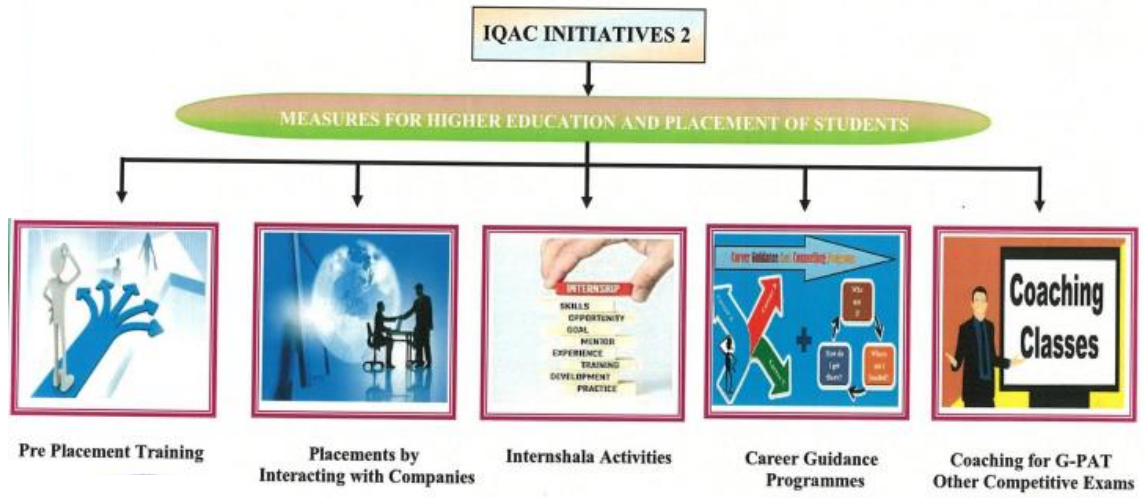 IQAC INITIATIVES 2
MEASURES FOR HIGHER EDUCATION AND PLACEMENT OF STUDENTS
INTERNSHIP
SKILLS
OPPORTUNITY
GOAL
MENTOR
EXPERIENCE
TRAINING
DEVELOPMENT
PRACTICE
Career Guidance Programs
Who
am
I?
How do
I get
there?
Where
am I
headed?
Coaching
Classes
Pre Placement Training
Placements by
Interacting with Companies
Internshala Activities
Career Guidance
Programmes
Coaching for G-PAT
Other Competitive Exams